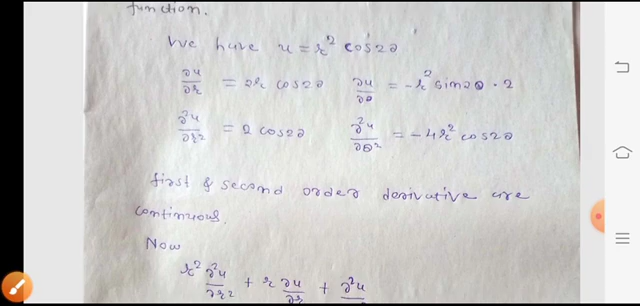 function.
We have u = r² cos2θ
∂u/∂r = 2r cos2θ ∂u/∂θ = -r² sin2θ · 2
∂²u/∂r² = 2 cos2θ ∂²u/∂θ² = -4r² cos2θ
first & second order derivative are
continuous.
Now
r² ∂²u/∂r² + r ∂u/∂r + ∂²u